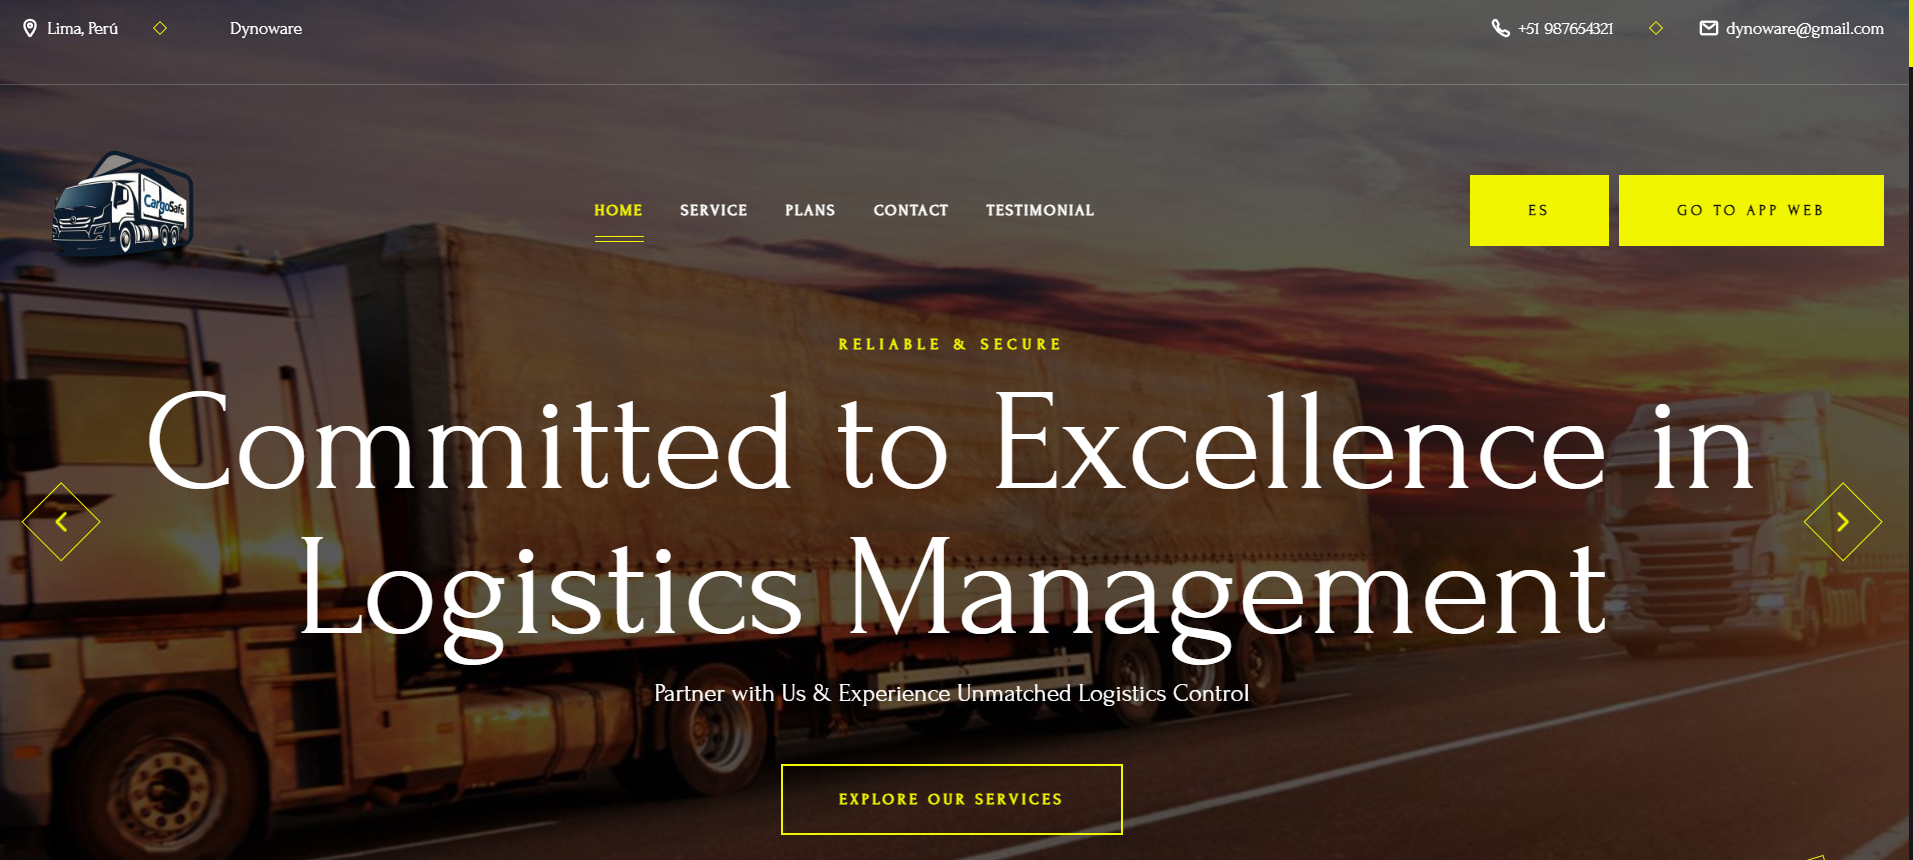 Lima, Perú
Dynoware
+51 987654321
dynoware@gmail.com
CargoSafe
HOME
SERVICE
PLANS
CONTACT
TESTIMONIAL
ES
GO TO APP WEB
RELIABLE & SECURE
Committed to Excellence in
Logistics Management
Partner with Us & Experience Unmatched Logistics Control
EXPLORE OUR SERVICES